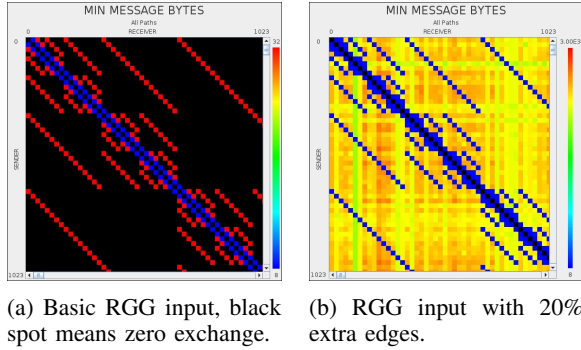 MIN MESSAGE BYTES
All Paths
0 RECEIVER 1023
0
32
SENDER
1023
8
MIN MESSAGE BYTES
All Paths
0 RECEIVER 1023
0
SENDER
1023
8
(a) Basic RGG input, black
spot means zero exchange.
(b) RGG input with 20%
extra edges.